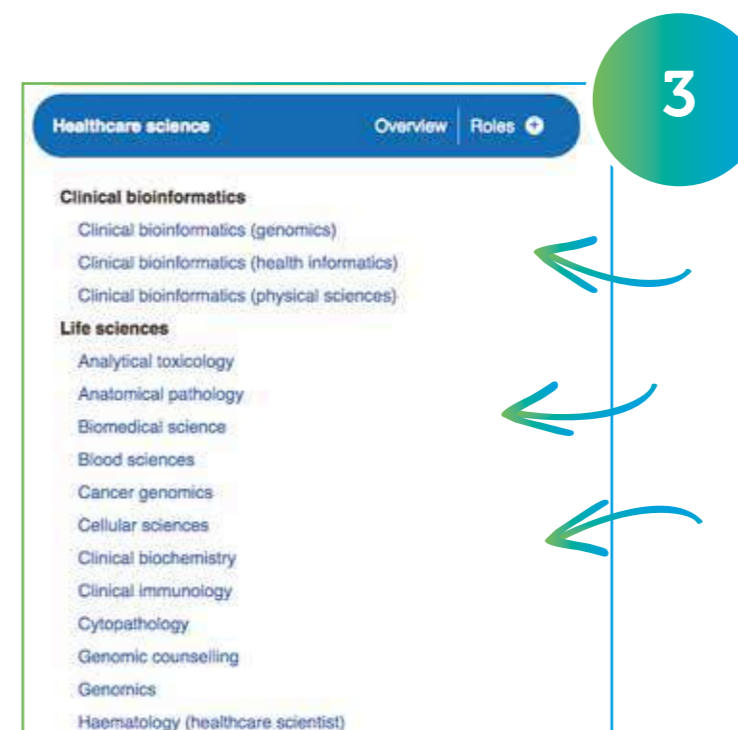 3
Healthcare science Overview Roles
Clinical bioinformatics
Clinical bioinformatics (genomics)
Clinical bioinformatics (health informatics)
Clinical bioinformatics (physical sciences)
Life sciences
Analytical toxicology
Anatomical pathology
Biomedical science
Blood sciences
Cancer genomics
Cellular sciences
Clinical biochemistry
Clinical immunology
Cytopathology
Genomic counselling
Genomics
Haematology (healthcare scientist)